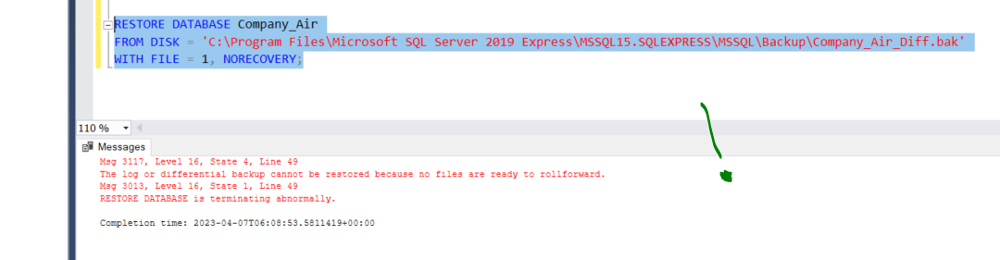 RESTORE DATABASE Company_Air
FROM DISK = 'C:\Program Files\Microsoft SQL Server 2019 Express\MSSQL15.SQLEXPRESS\MSSQL\Backup\Company_Air_Diff.bak'
WITH FILE = 1, NORECOVERY;
110 %
Messages
Msg 3117, Level 16, State 4, Line 49
The log or differential backup cannot be restored because no files are ready to rollforward.
Msg 3013, Level 16, State 1, Line 49
RESTORE DATABASE is terminating abnormally.
Completion time: 2023-04-07T06:08:53.5811419+00:00